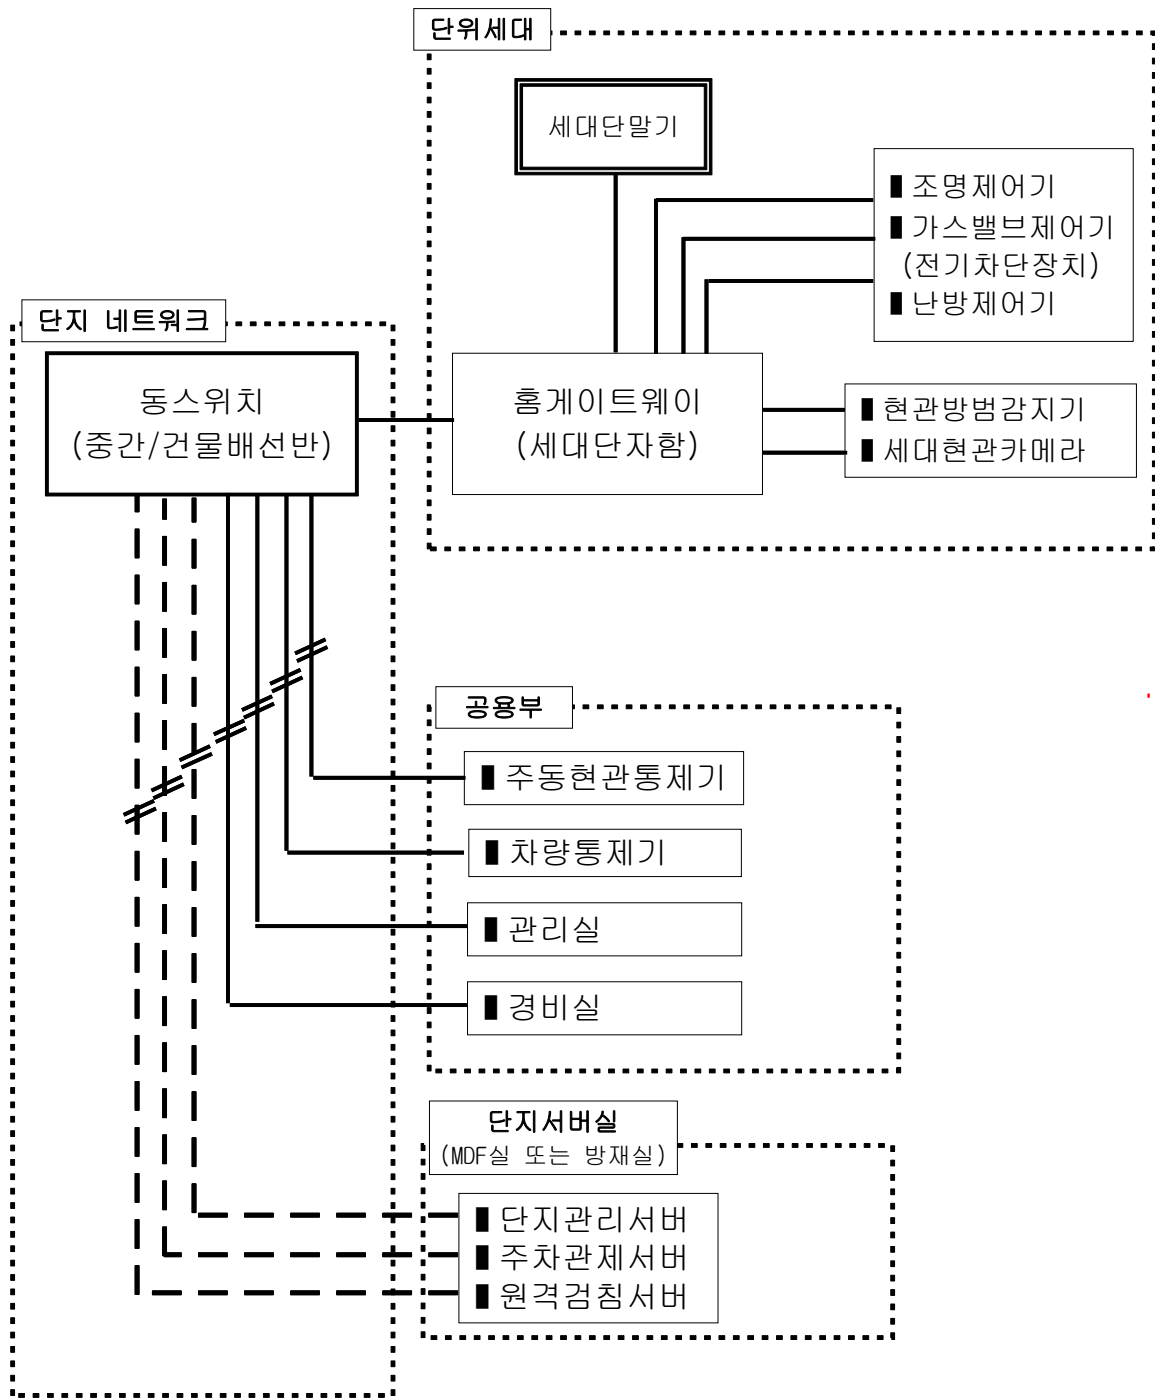 단위세대
세대단말기
■ 조명제어기
■ 가스밸브제어기
(전기차단장치)
■ 난방제어기
단지 네트워크
동스위치
(중간/건물배선반)
홈게이트웨이
(세대단자함)
■ 현관방범감지기
■ 세대현관카메라
공용부
■ 주동현관통제기
■ 차량통제기
■ 관리실
■ 경비실
단지서버실
(MDF실 또는 방재실)
■ 단지관리서버
■ 주차관제서버
■ 원격검침서버